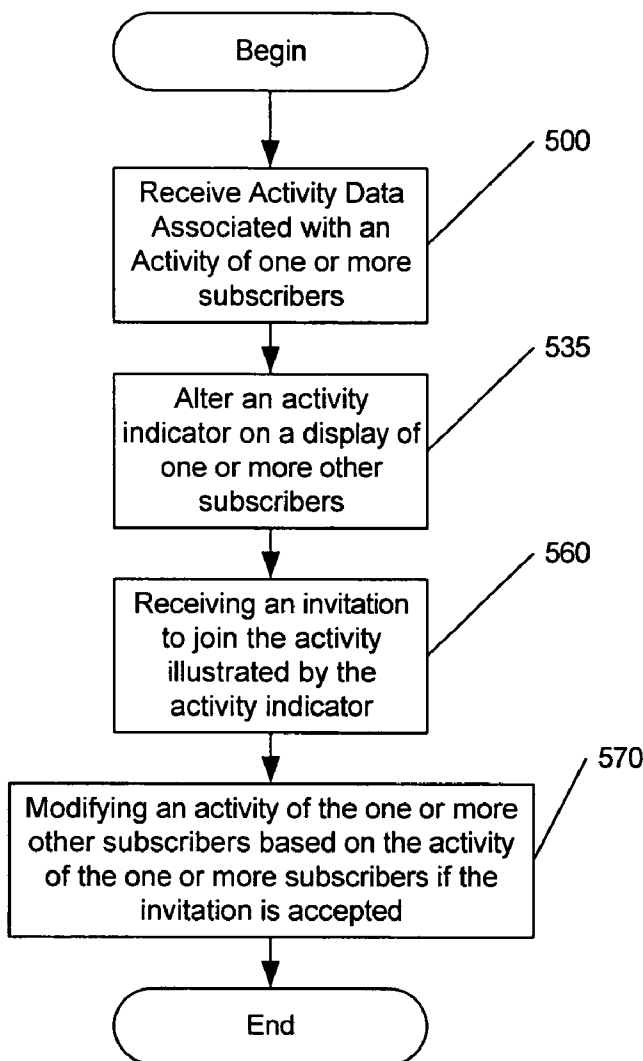 Begin
500
Receive Activity Data
Associated with an
Activity of one or more
subscribers
535
Alter an activity
indicator on a display of
one or more other
subscribers
560
Receiving an invitation
to join the activity
illustrated by the
activity indicator
570
Modifying an activity of the one or more
other subscribers based on the activity
of the one or more subscribers if the
invitation is accepted
End